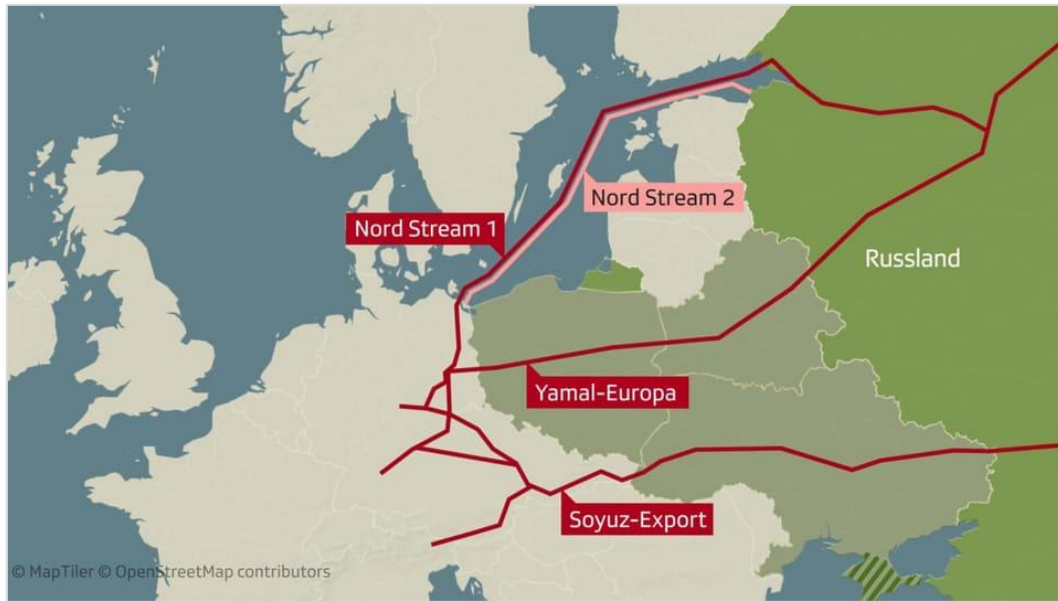 Nord Stream 2
Nord Stream 1
Russland
Yamal-Europa
Soyuz-Export
© MapTiler © OpenStreetMap contributors